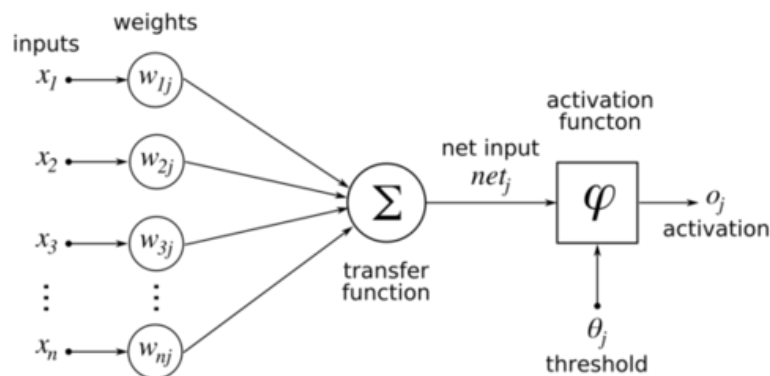 inputs
weights
x₁
w₁ⱼ
x₂
w₂ⱼ
x₃
w₃ⱼ
⋮ ⋮
xₙ
wₙⱼ
Σ
transfer
function
net input
netⱼ
activation
functon
φ
oⱼ
activation
θⱼ
threshold